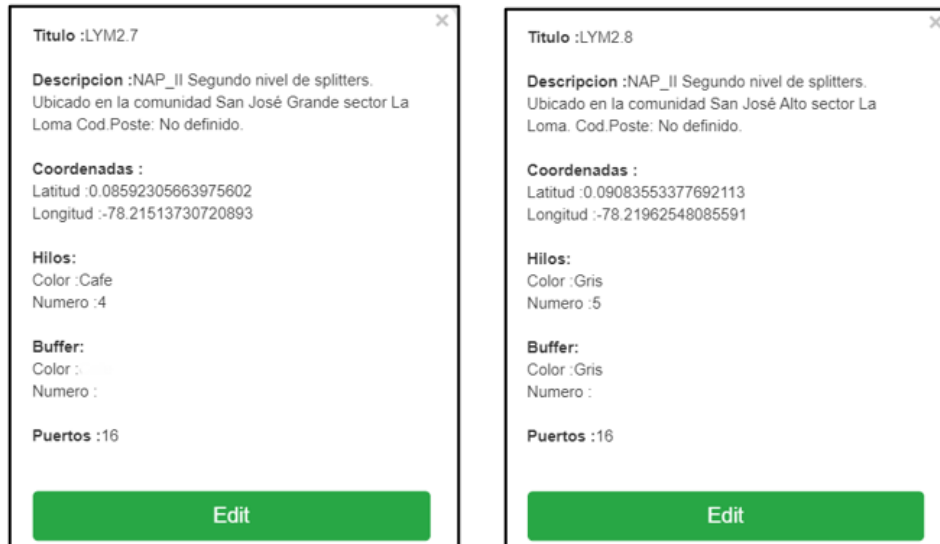 ×
Titulo :LYM2.7
Descripcion :NAP_II Segundo nivel de splitters.
Ubicado en la comunidad San José Grande sector La
Loma Cod.Poste: No definido.
Coordenadas :
Latitud :0.08592305663975602
Longitud :-78.21513730720893
Hilos:
Color :Cafe
Numero :4
Buffer:
Color :
Numero :
Puertos :16
Edit
×
Titulo :LYM2.8
Descripcion :NAP_II Segundo nivel de splitters.
Ubicado en la comunidad San José Alto sector La
Loma. Cod.Poste: No definido.
Coordenadas :
Latitud :0.09083553377692113
Longitud :-78.21962548085591
Hilos:
Color :Gris
Numero :5
Buffer:
Color :Gris
Numero :
Puertos :16
Edit